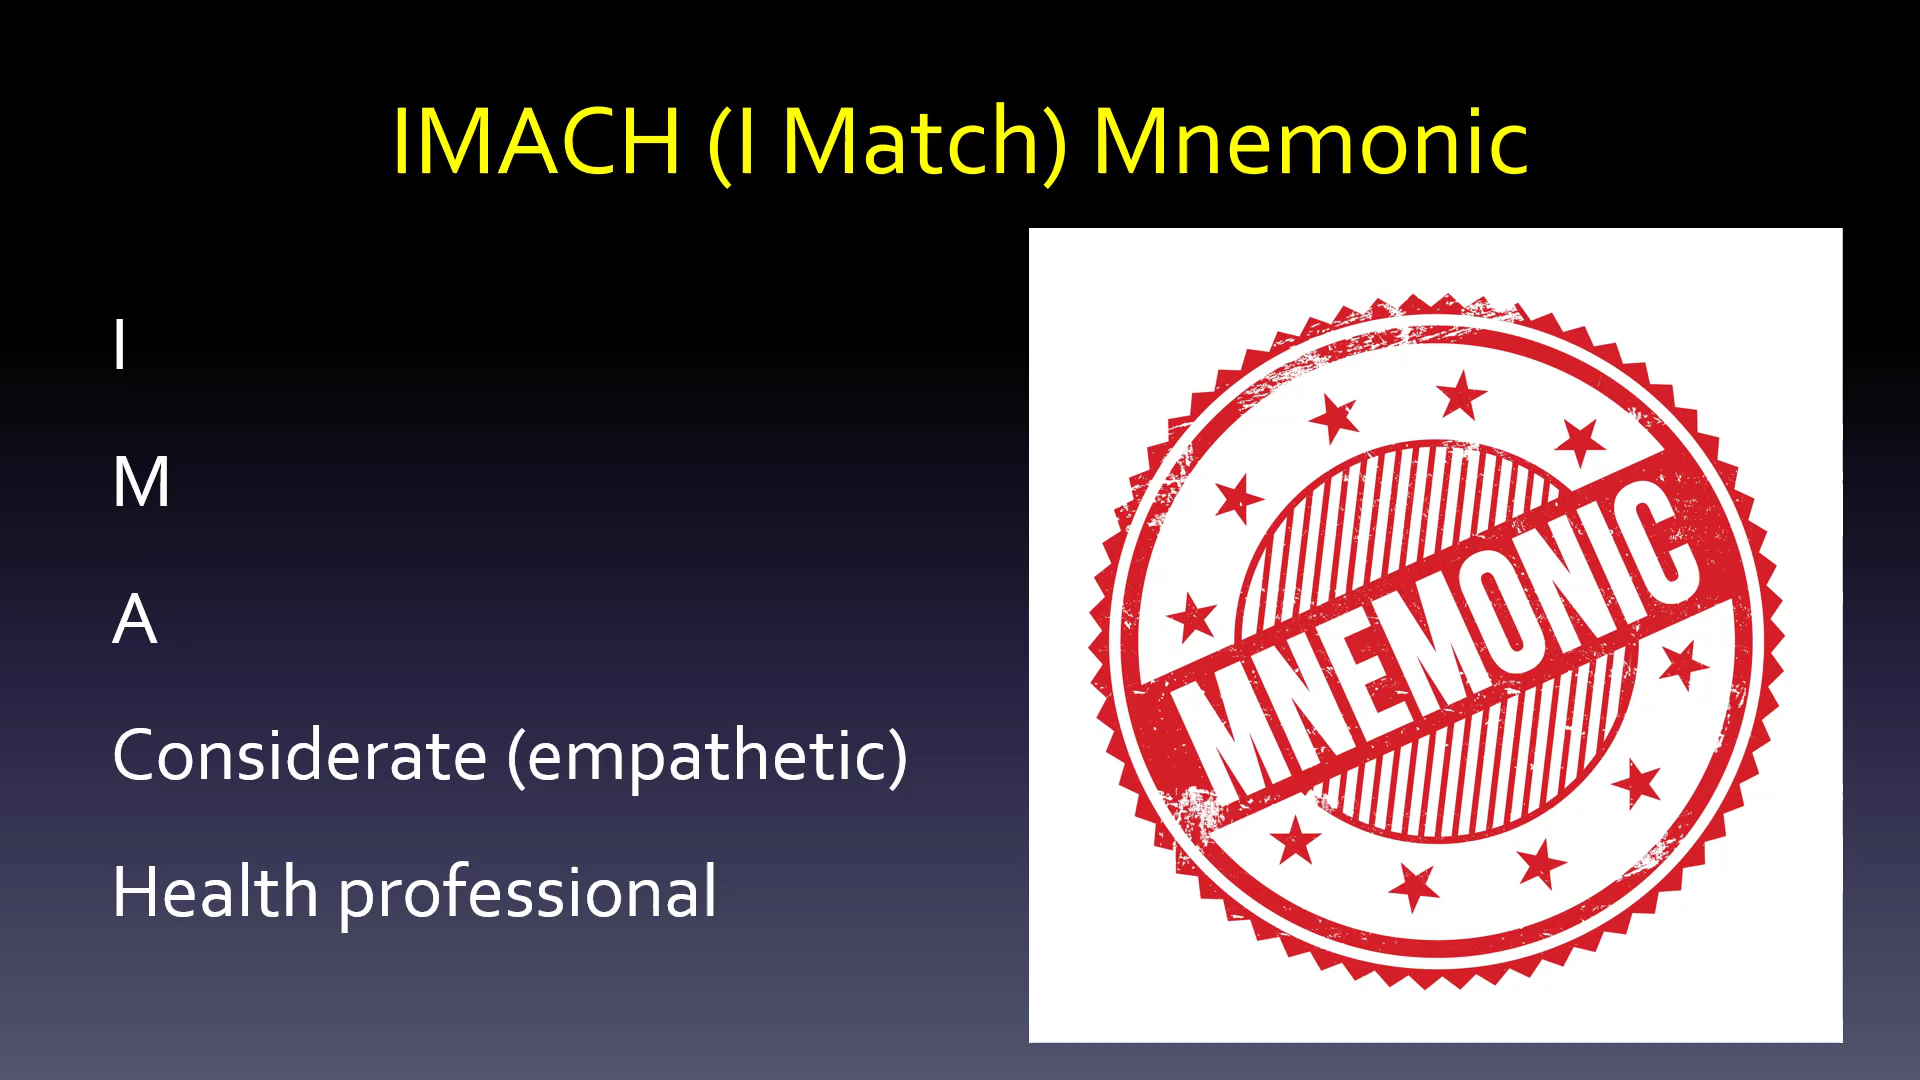 IMACH (I Match) Mnemonic
I
M
A
Considerate (empathetic)
Health professional
MNEMONIC